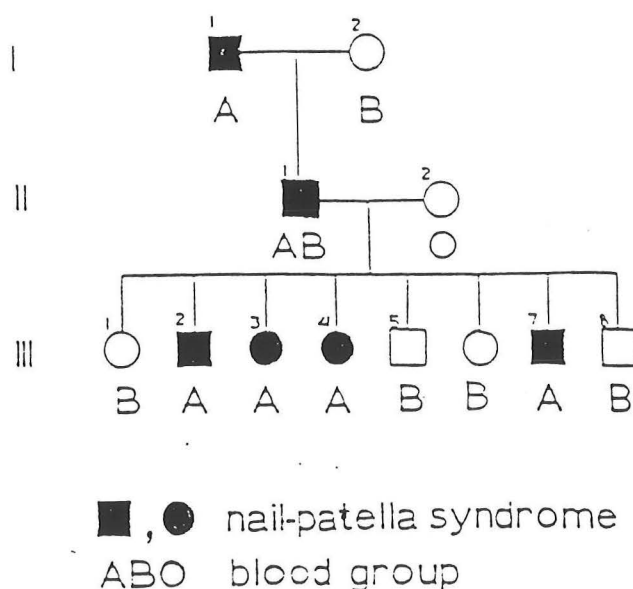 1 2
I
A B
1 2
II
AB O
1 2 3 4 5 7 8
III
B A A A B B A B
, nail-patella syndrome
ABO blood group